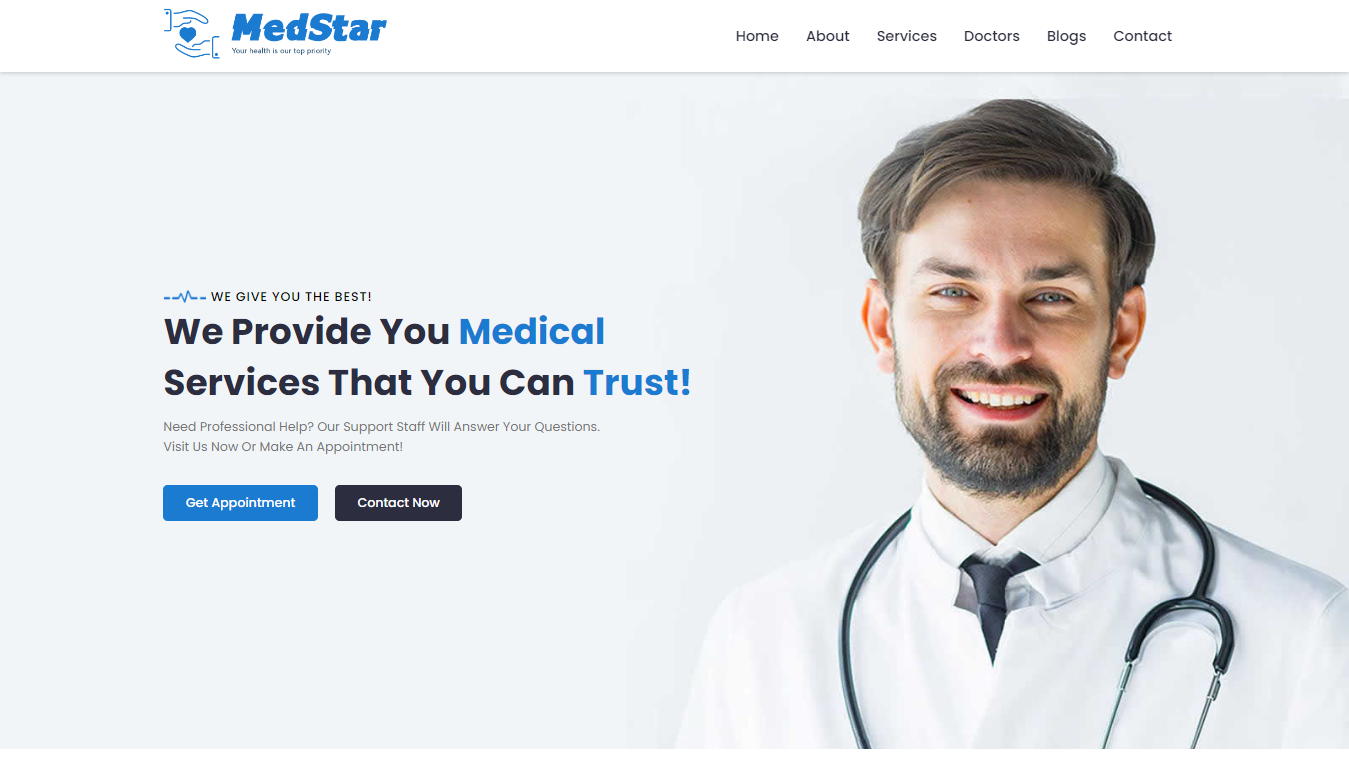 MedStar
Your health is our top priority
Home About Services Doctors Blogs Contact
WE GIVE YOU THE BEST!
We Provide You Medical
Services That You Can Trust!
Need Professional Help? Our Support Staff Will Answer Your Questions.
Visit Us Now Or Make An Appointment!
Get Appointment Contact Now